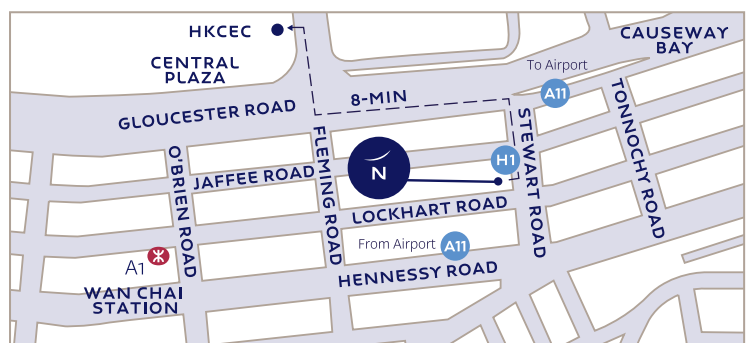 HKCEC
CENTRAL
PLAZA
CAUSEWAY
BAY
To Airport
A11
8-MIN
GLOUCESTER ROAD
O'BRIEN ROAD
FLEMING ROAD
STEWART ROAD
TONNOCHY ROAD
H1
N
JAFFEE ROAD
LOCKHART ROAD
From Airport
A11
A1
HENNESSY ROAD
WAN CHAI
STATION